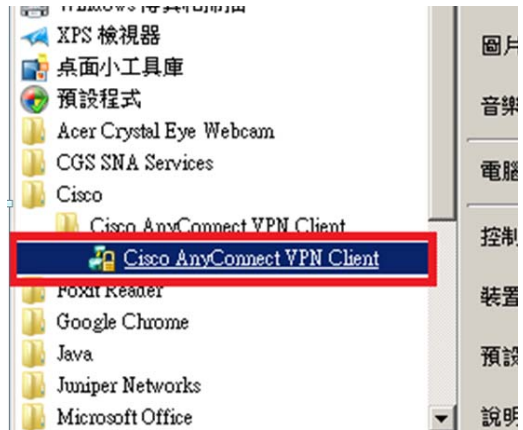 XPS 檢視器
桌面小工具庫
預設程式
Acer Crystal Eye Webcam
CGS SNA Services
Cisco
Cisco AnyConnect VPN Client
Cisco AnyConnect VPN Client
Foxit Reader
Google Chrome
Java
Juniper Networks
Microsoft Office
圖片
音樂
電腦
控制
裝置
預設
說明